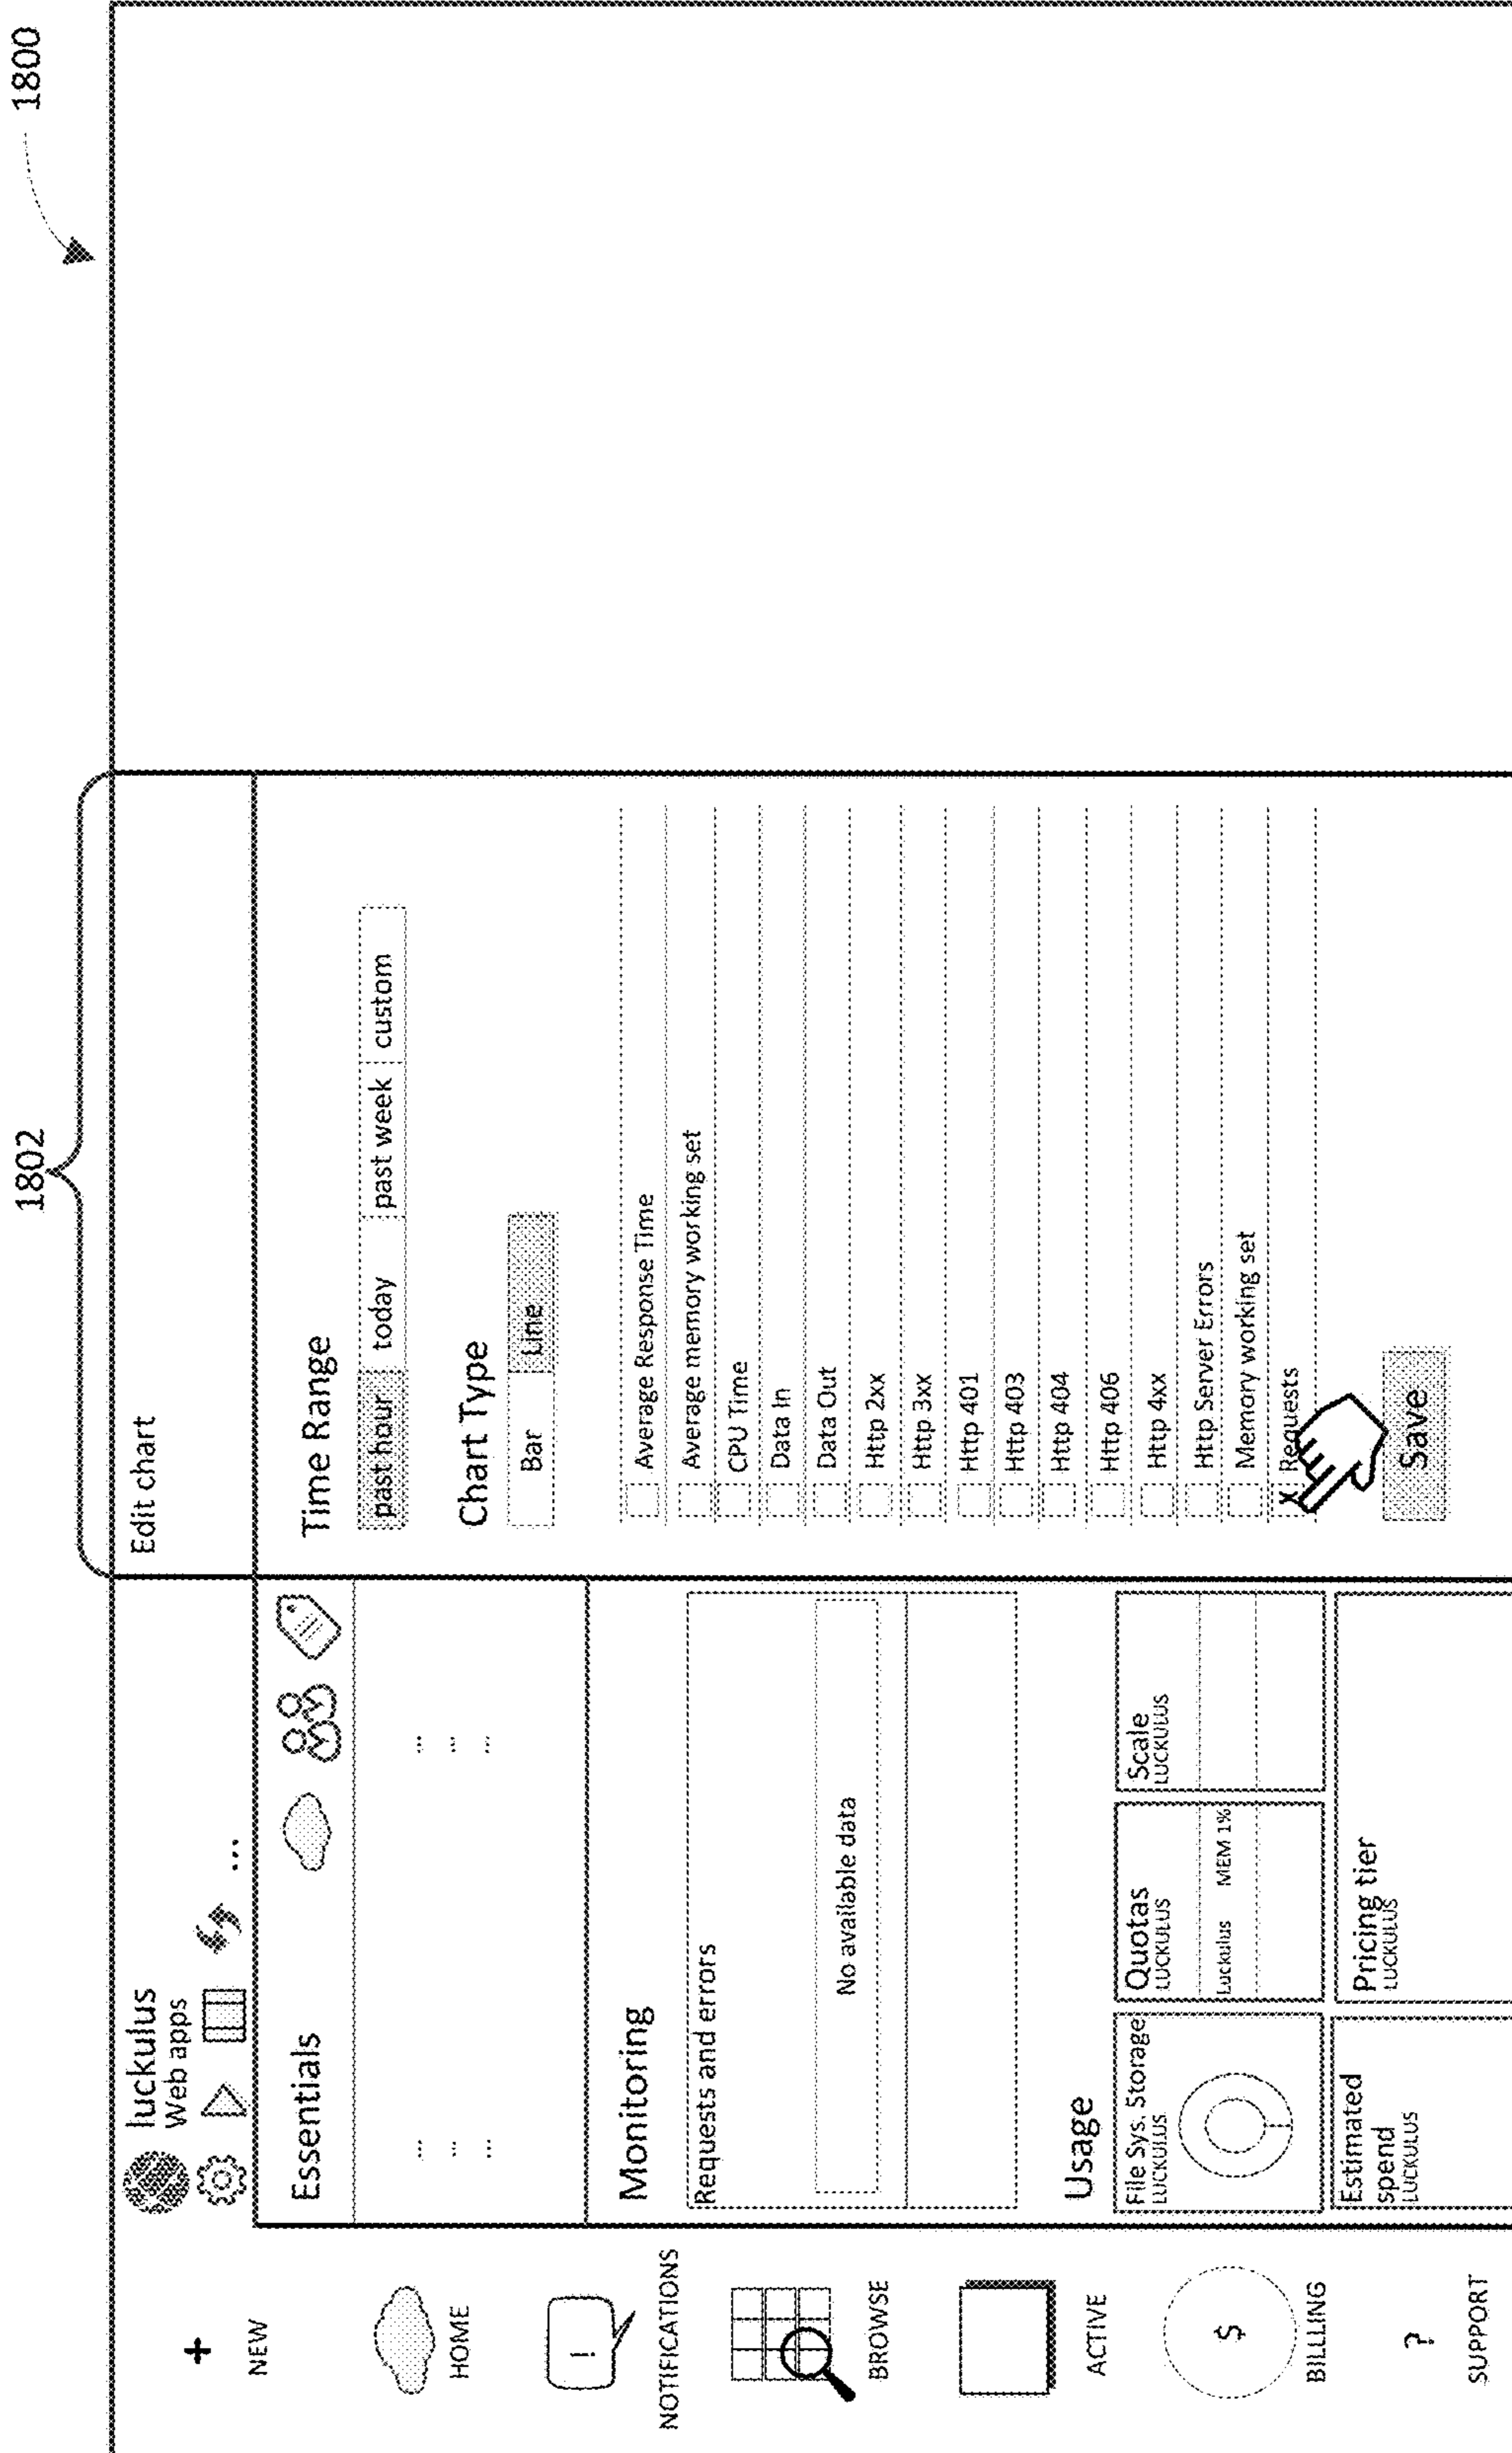 1800
1802
+
NEW
HOME
!
NOTIFICATIONS
BROWSE
ACTIVE
$
BILLLING
?
SUPPORT
luckulus
Web apps
...
Essentials
... ...
... ...
... ...
Monitoring
Requests and errors
No available data
Usage
File Sys. Storage
LUCKULUS
Quotas
LUCKULUS
Luckulus MEM 1%
Scale
LUCKULUS
Estimated
spend
LUCKULUS
Pricing tier
LUCKULUS
Edit chart
Time Range
past hour today past week custom
Chart Type
Bar Line
Average Response Time
Average memory working set
CPU Time
Data In
Data Out
Http 2xx
Http 3xx
Http 401
Http 403
Http 404
Http 406
Http 4xx
Http Server Errors
Memory working set
x Requests
Save